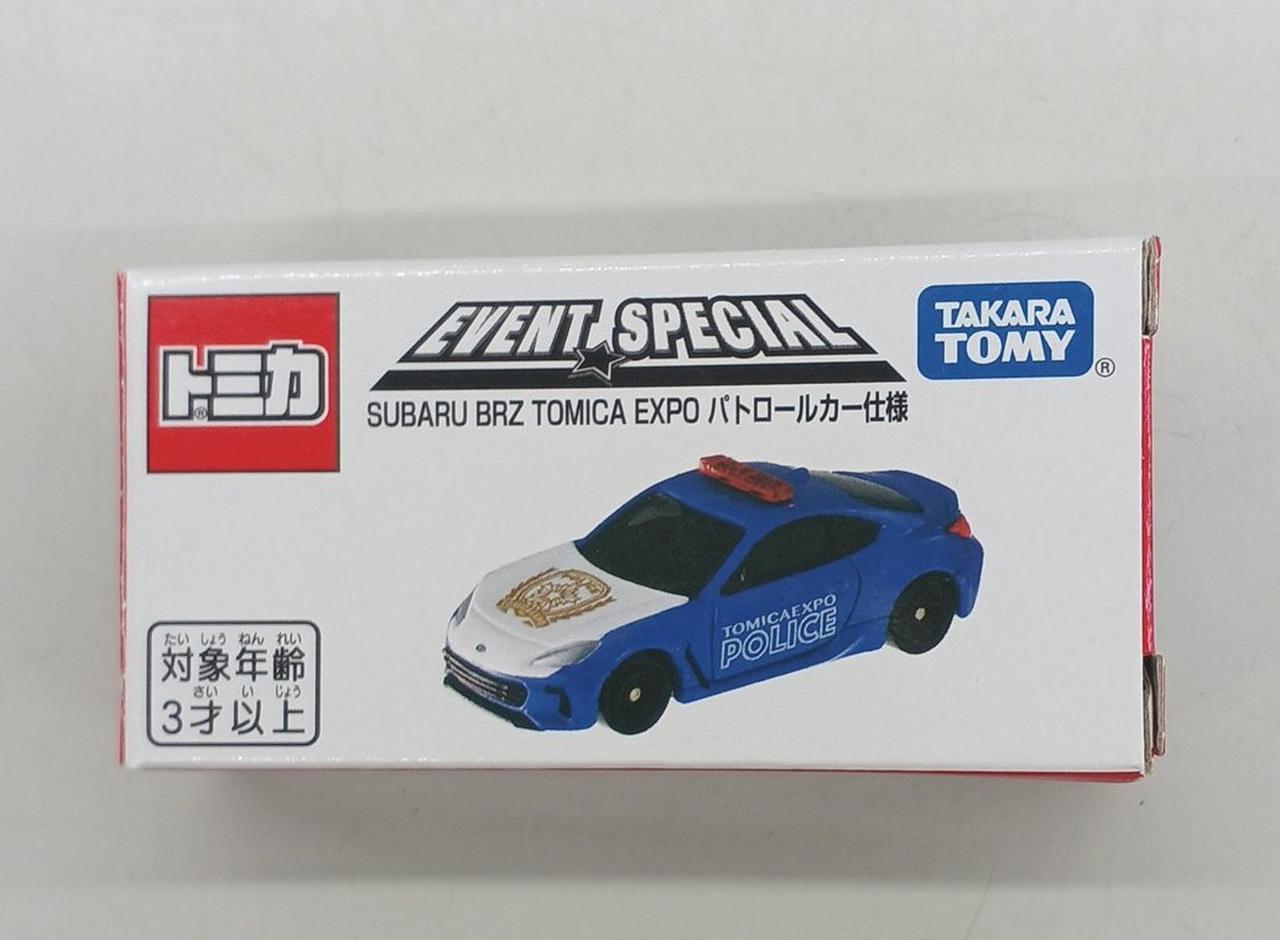 トミカ
®
EVENT SPECIAL
TAKARA
TOMY
®
SUBARU BRZ TOMICA EXPO パトロールカー仕様
TOMICAEXPO
POLICE
たい しょう ねん れい
対象年齢
さい い じょう
3才以上